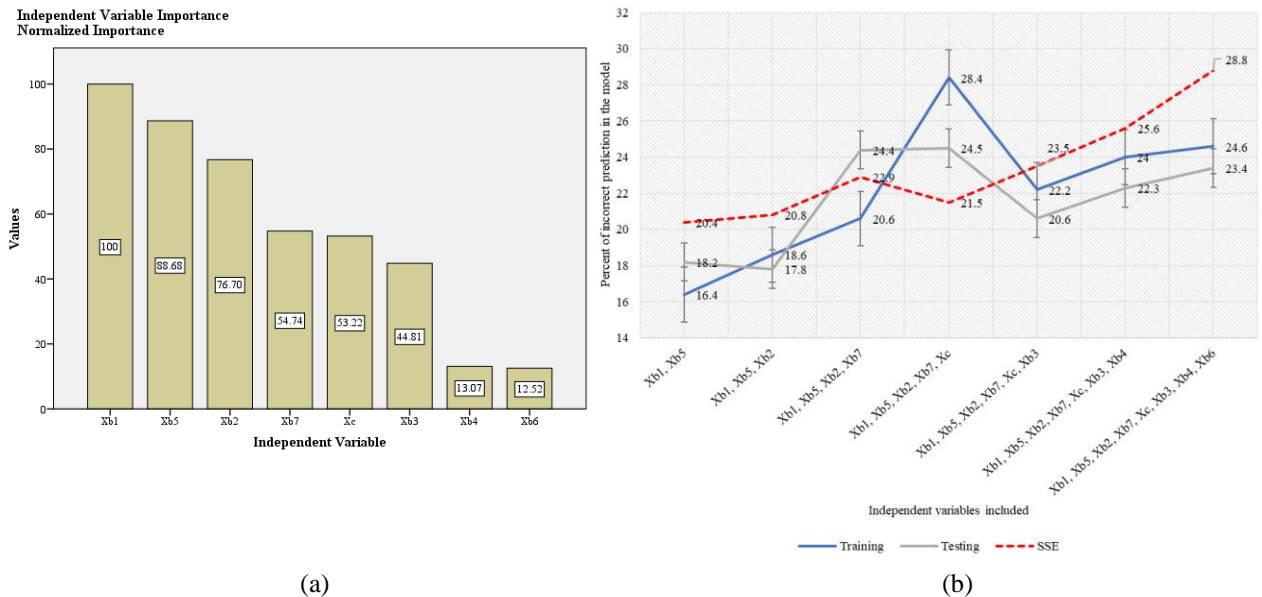 Independent Variable Importance
Normalized Importance
Values
100
80
60
40
20
0
100
88.68
76.70
54.74
53.22
44.81
13.07
12.52
Xb1
Xb5
Xb2
Xb7
Xc
Xb3
Xb4
Xb6
Independent Variable
(a)
Percent of incorrect prediction in the model
32
30
28
26
24
22
20
18
16
14
20.4
18.2
16.4
20.8
18.6
17.8
24.4
22.9
20.6
28.4
24.5
21.5
23.5
22.2
20.6
25.6
24
22.3
28.8
24.6
23.4
Xb1, Xb5
Xb1, Xb5, Xb2
Xb1, Xb5, Xb2, Xb7
Xb1, Xb5, Xb2, Xb7, Xc
Xb1, Xb5, Xb2, Xb7, Xc, Xb3
Xb1, Xb5, Xb2, Xb7, Xc, Xb3, Xb4
Xb1, Xb5, Xb2, Xb7, Xc, Xb3, Xb4, Xb6
Independent variables included
Training
Testing
SSE
(b)